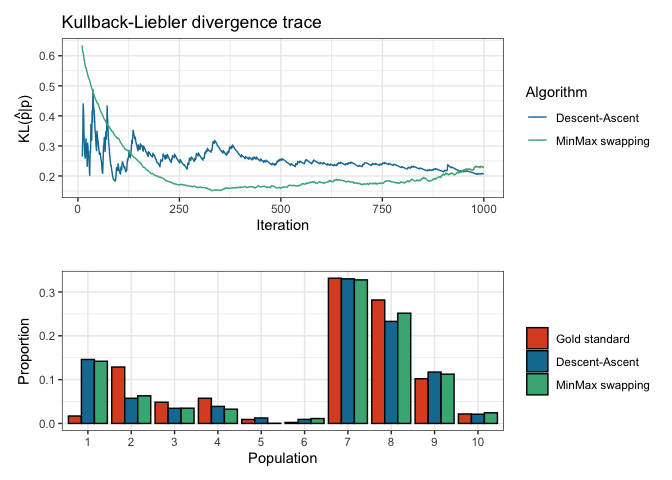 Kullback-Liebler divergence trace
KL(p̂|p)
0.6
0.5
0.4
0.3
0.2
0
250
500
750
1000
Iteration
Algorithm
Descent-Ascent
MinMax swapping
Proportion
0.3
0.2
0.1
0.0
1
2
3
4
5
6
7
8
9
10
Population
Gold standard
Descent-Ascent
MinMax swapping